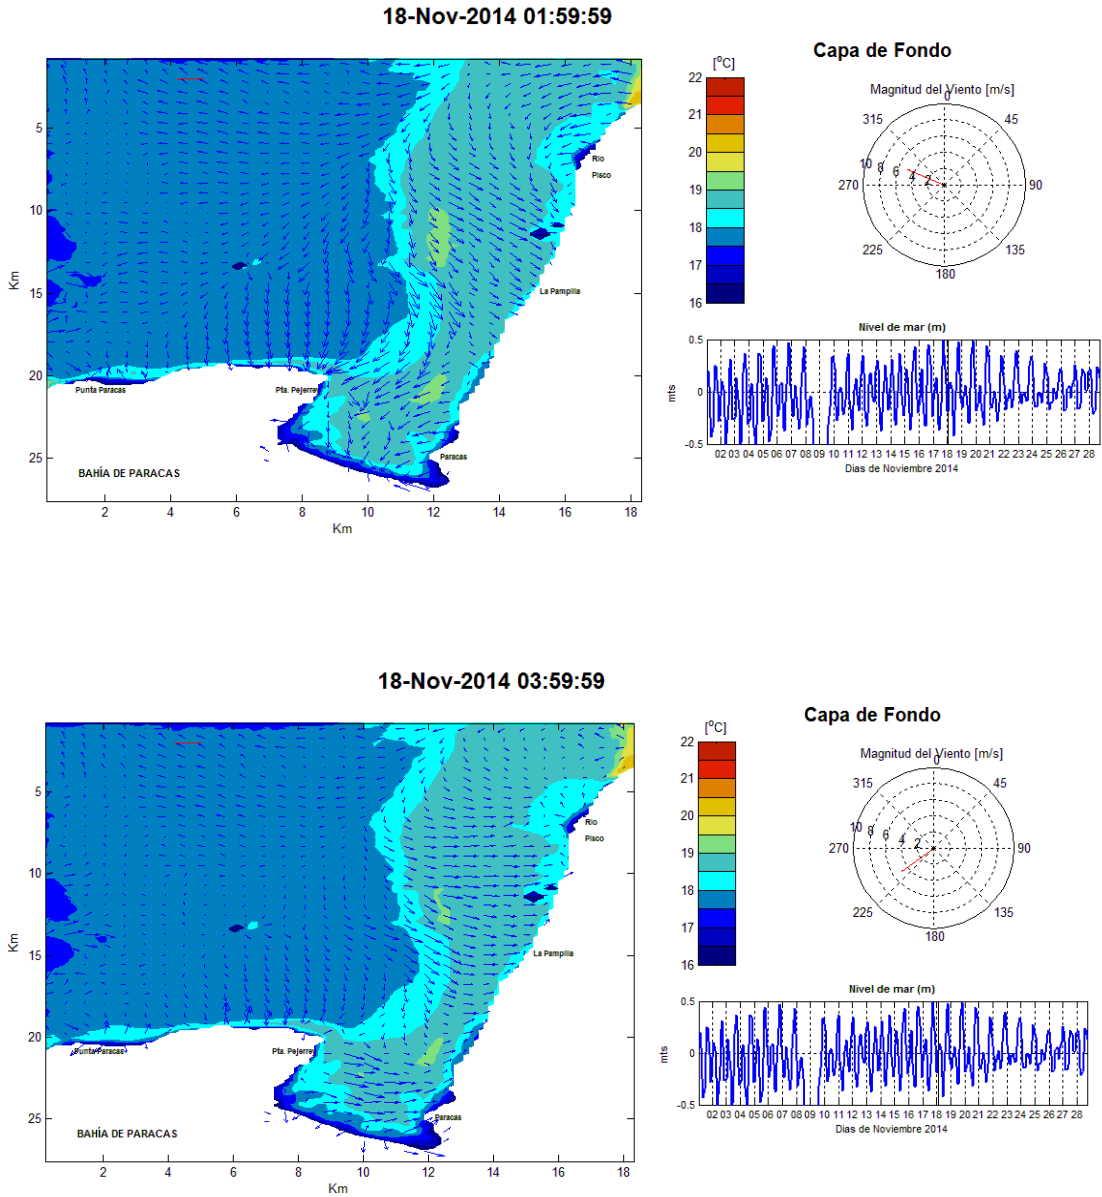 18-Nov-2014 01:59:59
Capa de Fondo
[°C]
22
21
20
19
18
17
16
Magnitud del Viento [m/s]
0
45
90
135
180
225
270
315
10 8 6 4 2
5
10
15
20
25
Km
2 4 6 8 10 12 14 16 18
Km
Rio
Pisco
La Pampilla
Punta Paracas
Pta. Pejerrey
Paracas
BAHÍA DE PARACAS
Nivel de mar (m)
0.5
0
-0.5
mts
02 03 04 05 06 07 08 09 10 11 12 13 14 15 16 17 18 19 20 21 22 23 24 25 26 27 28
Dias de Noviembre 2014
18-Nov-2014 03:59:59
Capa de Fondo
[°C]
22
21
20
19
18
17
16
Magnitud del Viento [m/s]
0
45
90
135
180
225
270
315
10 8 6 4 2
5
10
15
20
25
Km
2 4 6 8 10 12 14 16 18
Km
Rio
Pisco
La Pampilla
Punta Paracas
Pta. Pejerrey
Paracas
BAHÍA DE PARACAS
Nivel de mar (m)
0.5
0
-0.5
mts
02 03 04 05 06 07 08 09 10 11 12 13 14 15 16 17 18 19 20 21 22 23 24 25 26 27 28
Dias de Noviembre 2014